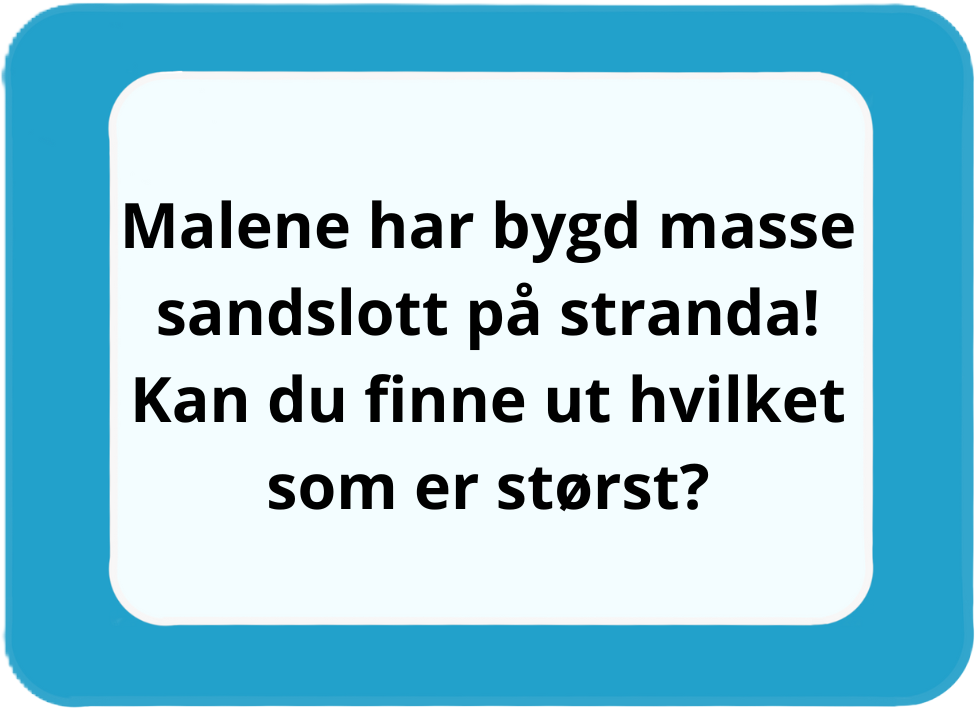 Malene har bygd masse
sandslott på stranda!
Kan du finne ut hvilket
som er størst?